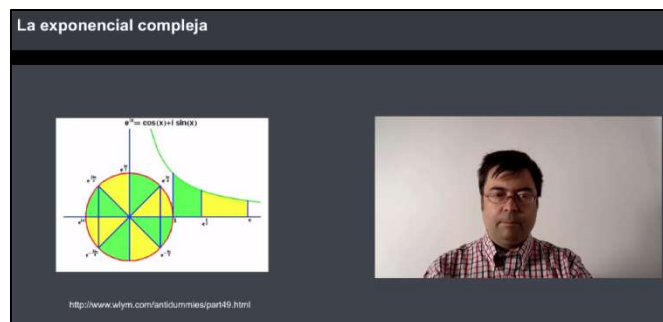 La exponencial compleja
e^ix= cos(x)+i sin(x)
http://www.wlym.com/antidummies/part49.html